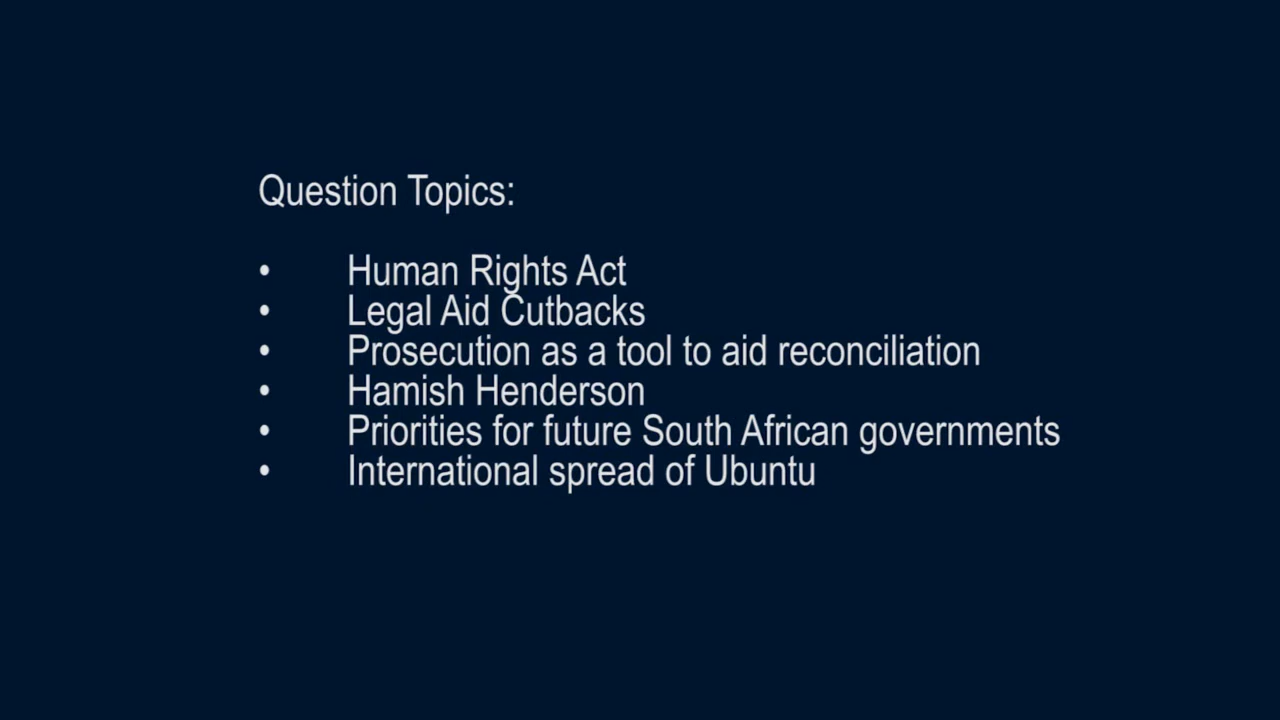 Question Topics:
• Human Rights Act
• Legal Aid Cutbacks
• Prosecution as a tool to aid reconciliation
• Hamish Henderson
• Priorities for future South African governments
• International spread of Ubuntu